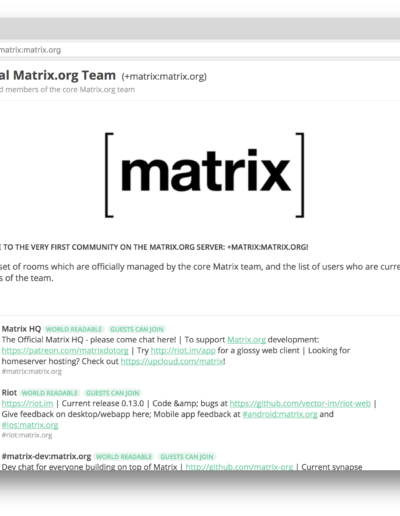 matrix:matrix.org
al Matrix.org Team (+matrix:matrix.org)
d members of the core Matrix.org team
[matrix]
E TO THE VERY FIRST COMMUNITY ON THE MATRIX.ORG SERVER: +MATRIX:MATRIX.ORG!
set of rooms which are officially managed by the core Matrix team, and the list of users who are curre
s of the team.
Matrix HQ WORLD READABLE GUESTS CAN JOIN
The Official Matrix HQ - please come chat here! | To support Matrix.org development:
https://patreon.com/matrixdotorg | Try http://riot.im/app for a glossy web client | Looking for
homeserver hosting? Check out https://upcloud.com/matrix!
#matrix:matrix.org
Riot WORLD READABLE GUESTS CAN JOIN
https://riot.im | Current release 0.13.0 | Code &amp; bugs at https://github.com/vector-im/riot-web |
Give feedback on desktop/webapp here; Mobile app feedback at #android:matrix.org and
#ios:matrix.org
#riot:matrix.org
#matrix-dev:matrix.org WORLD READABLE GUESTS CAN JOIN
Dev chat for everyone building on top of Matrix | http://github.com/matrix-org | Current synapse